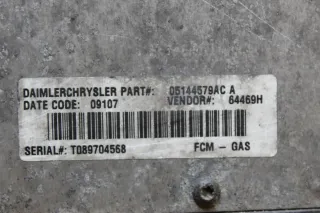 DAIMLERCHRYSLER PART#: 05144579AC A
DATE CODE: 09107 VENDOR#: 64469H
SERIAL#: T089704568 FCM - GAS